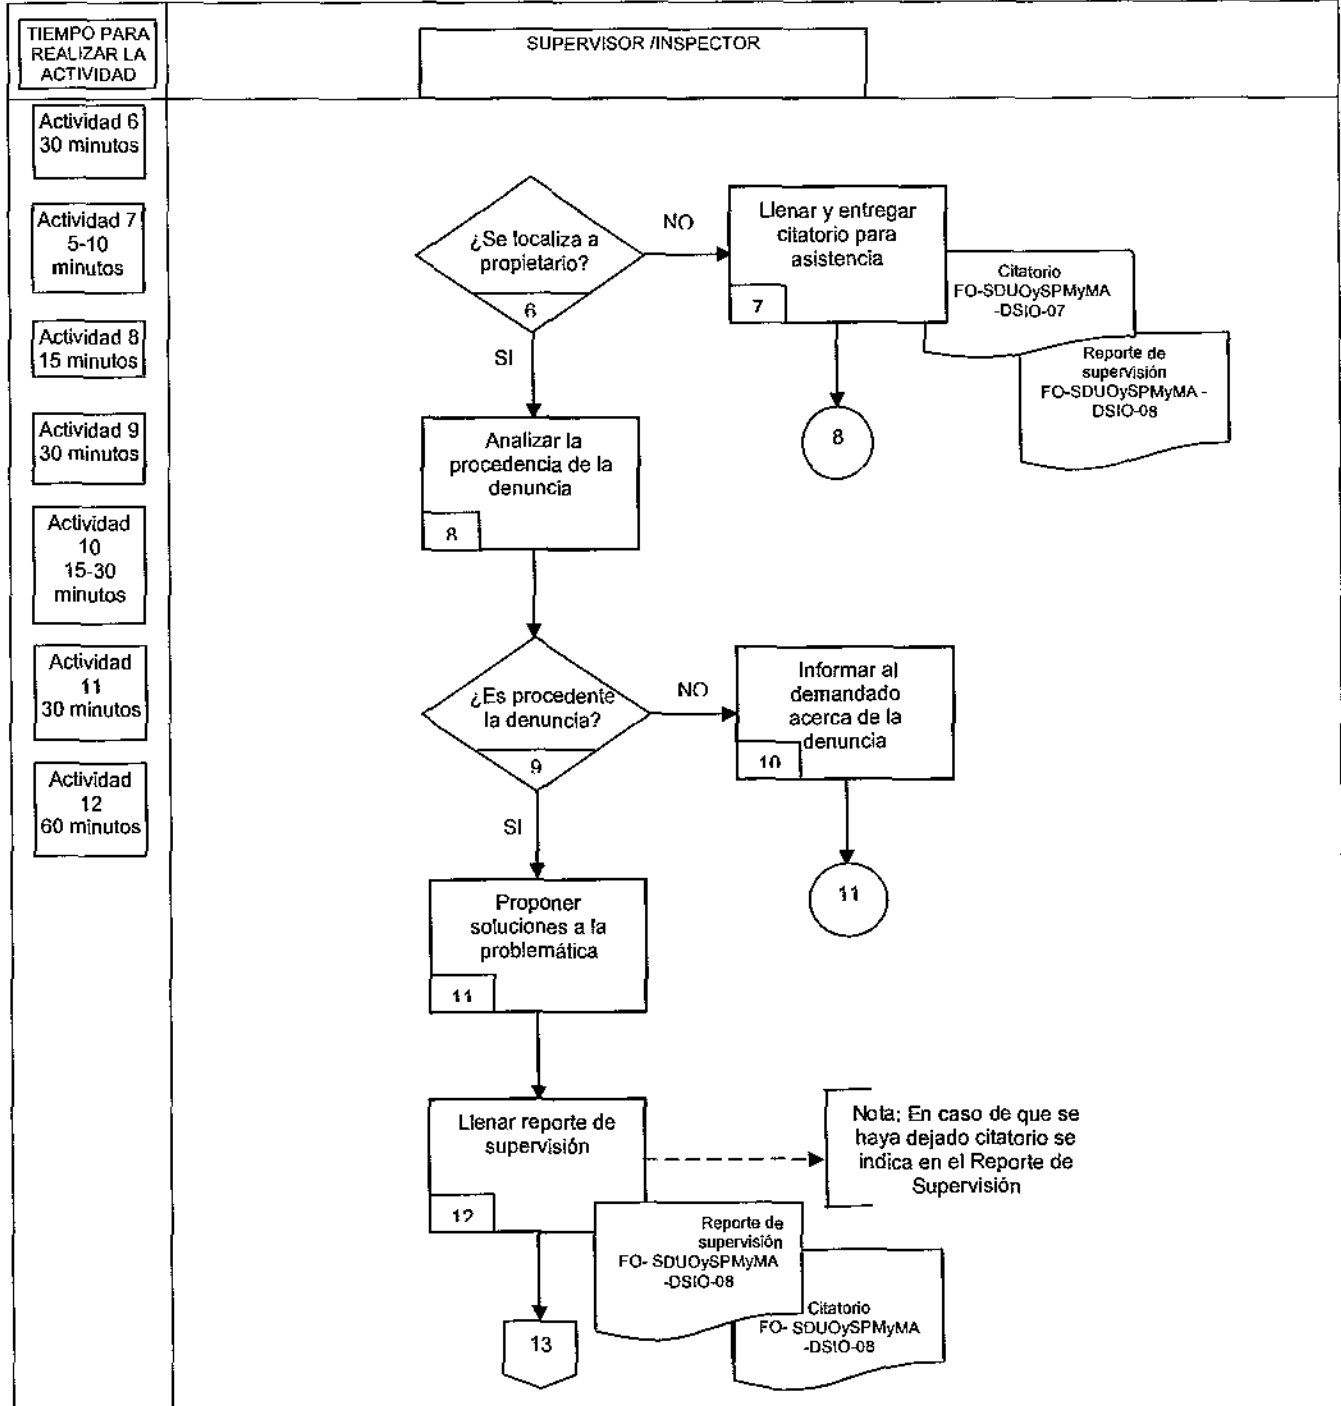 TIEMPO PARA
REALIZAR LA
ACTIVIDAD
SUPERVISOR /INSPECTOR
Actividad 6
30 minutos
Actividad 7
5-10
minutos
Actividad 8
15 minutos
Actividad 9
30 minutos
Actividad
10
15-30
minutos
Actividad
11
30 minutos
Actividad
12
60 minutos
¿Se localiza a
propietario?
6
NO
SI
Llenar y entregar
citatorio para
asistencia
7
Citatorio
FO-SDUOySPMyMA
-DSIO-07
Reporte de
supervisión
FO-SDUOySPMyMA -
DSIO-08
8
Analizar la
procedencia de la
denuncia
8
¿Es procedente
la denuncia?
9
NO
SI
Informar al
demandado
acerca de la
denuncia
10
11
Proponer
soluciones a la
problemática
11
Llenar reporte de
supervisión
12
Nota: En caso de que se
haya dejado citatorio se
indica en el Reporte de
Supervisión
Reporte de
supervisión
FO- SDUOySPMyMA
-DSIO-08
Citatorio
FO- SDUOySPMyMA
-DSIO-08
13